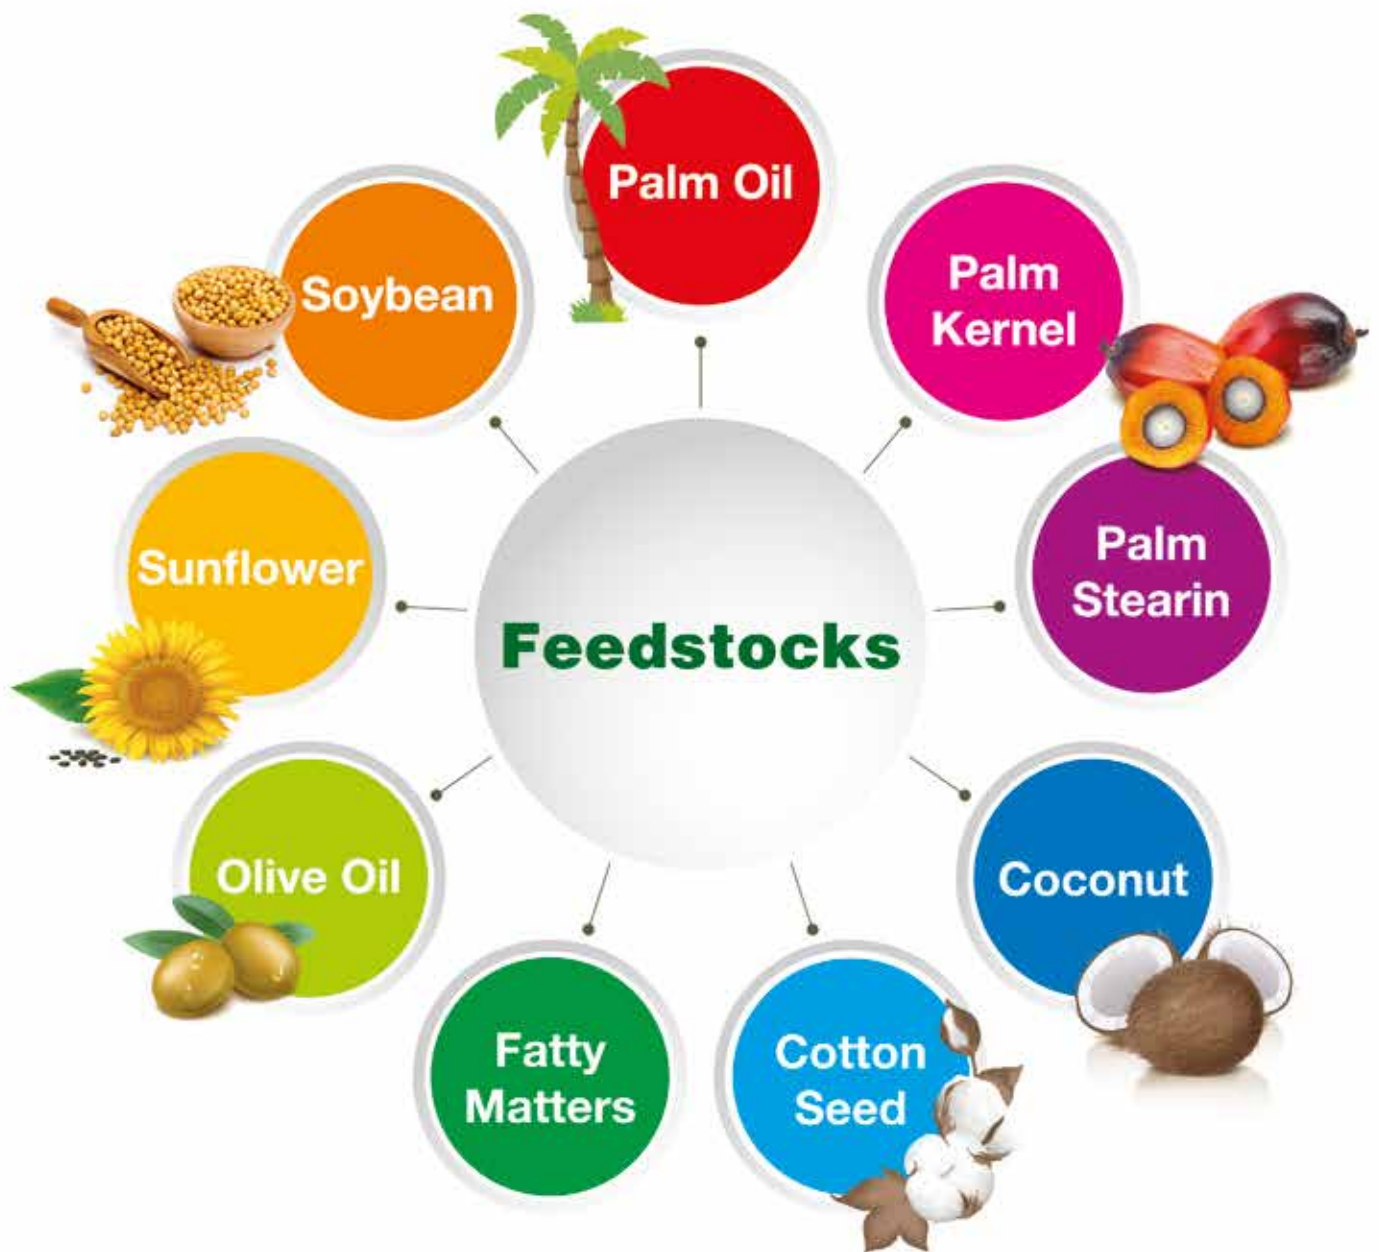 Palm Oil
Palm
Kernel
Soybean
Palm
Stearin
Sunflower
Feedstocks
Olive Oil
Coconut
Fatty
Matters
Cotton
Seed